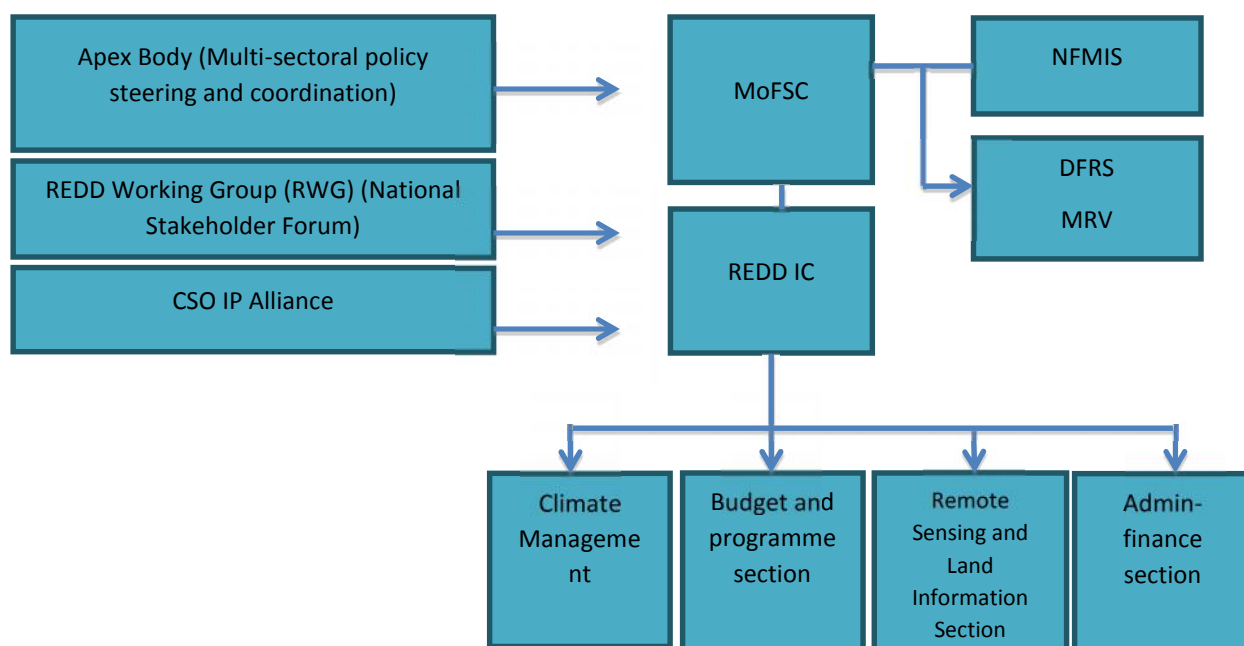 Apex Body (Multi-sectoral policy
steering and coordination)
MoFSC
NFMIS
DFRS
MRV
REDD Working Group (RWG) (National
Stakeholder Forum)
REDD IC
CSO IP Alliance
Climate
Manageme
nt
Budget and
programme
section
Remote
Sensing and
Land
Information
Section
Admin-
finance
section